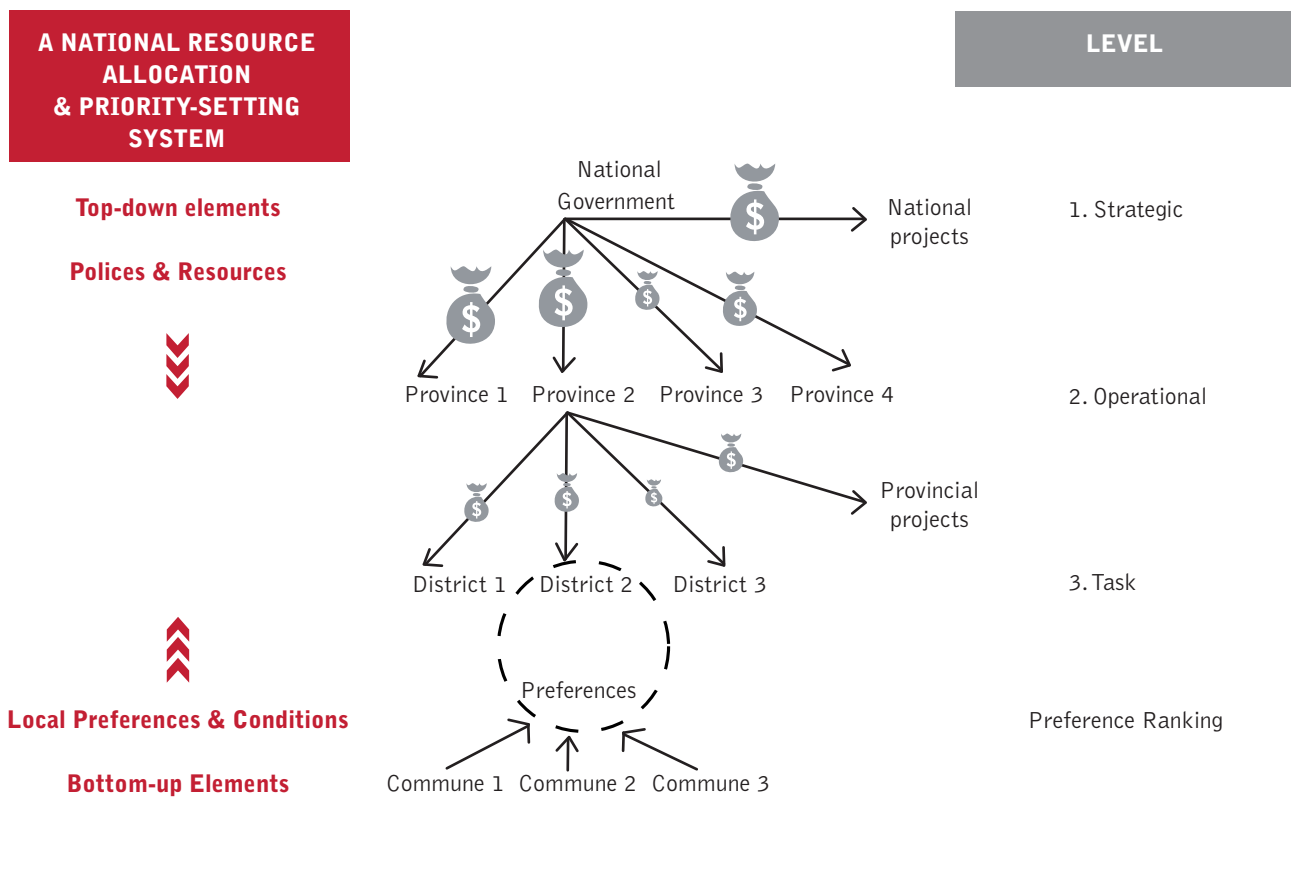 A NATIONAL RESOURCE
ALLOCATION
& PRIORITY-SETTING
SYSTEM
LEVEL
National
Government
Top-down elements
$
National
projects
1. Strategic
Polices & Resources
$
$
$
$
Province 1
Province 2
Province 3
Province 4
2. Operational
$
$
$
$
Provincial
projects
District 1
District 2
District 3
3. Task
Preferences
Local Preferences & Conditions
Preference Ranking
Bottom-up Elements
Commune 1
Commune 2
Commune 3